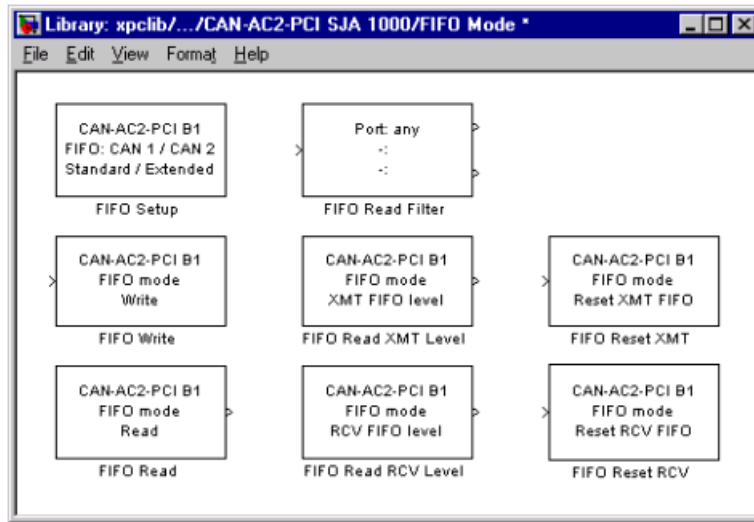 Library: xpclib/.../CAN-AC2-PCI SJA 1000/FIFO Mode *
File Edit View Format Help
CAN-AC2-PCI B1
FIFO: CAN 1 / CAN 2
Standard / Extended
FIFO Setup
Port: any
-:
-:
FIFO Read Filter
CAN-AC2-PCI B1
FIFO mode
Write
FIFO Write
CAN-AC2-PCI B1
FIFO mode
XMT FIFO level
FIFO Read XMT Level
CAN-AC2-PCI B1
FIFO mode
Reset XMT FIFO
FIFO Reset XMT
CAN-AC2-PCI B1
FIFO mode
Read
FIFO Read
CAN-AC2-PCI B1
FIFO mode
RCV FIFO level
FIFO Read RCV Level
CAN-AC2-PCI B1
FIFO mode
Reset RCV FIFO
FIFO Reset RCV